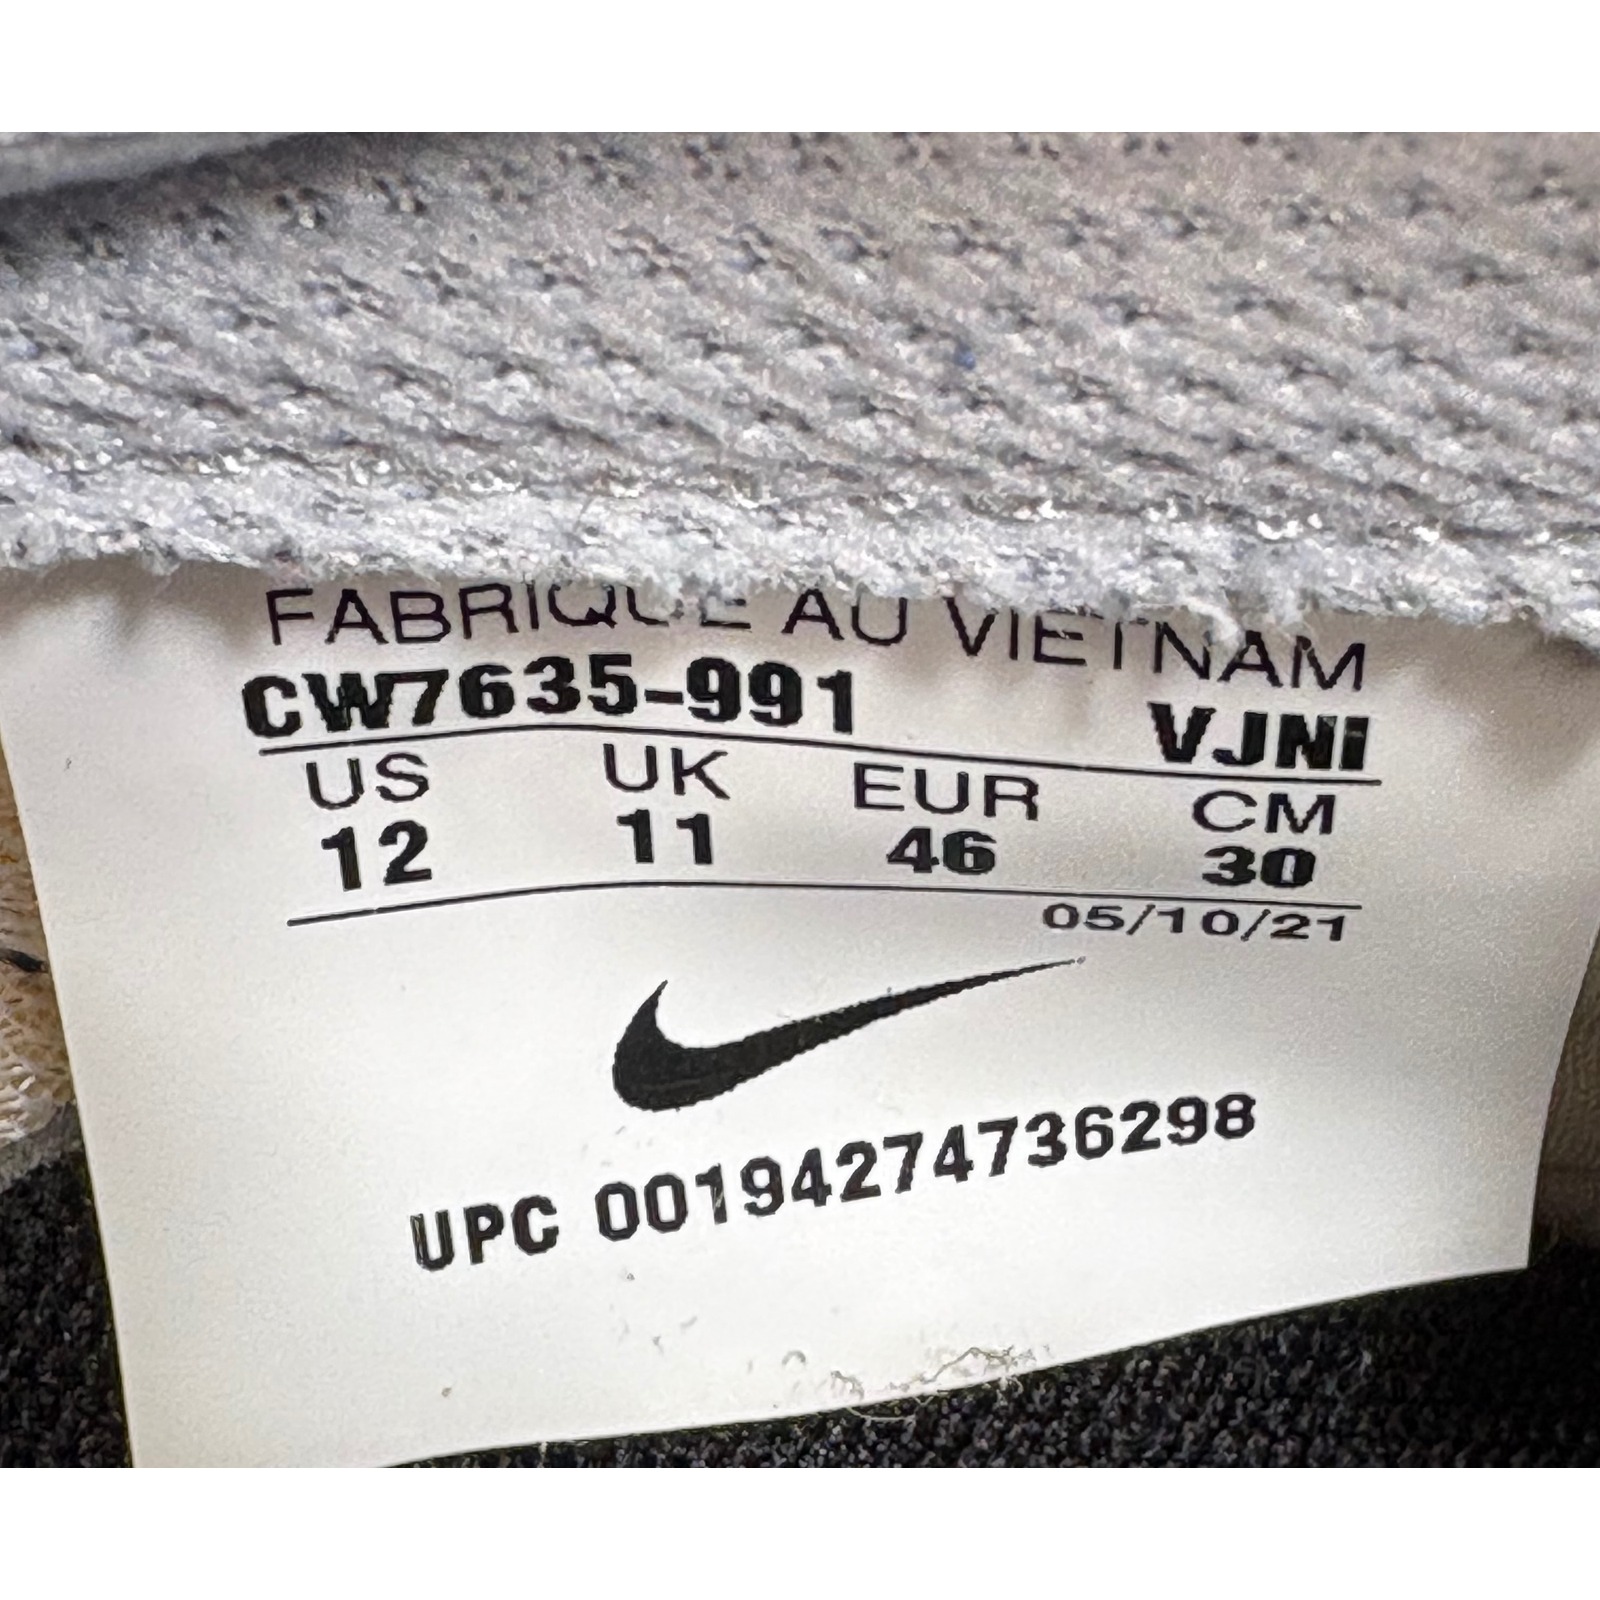 FABRIQUE AU VIETNAM
CW7635-991 VJNI
US UK EUR CM
12 11 46 30
05/10/21
UPC 00194274736298